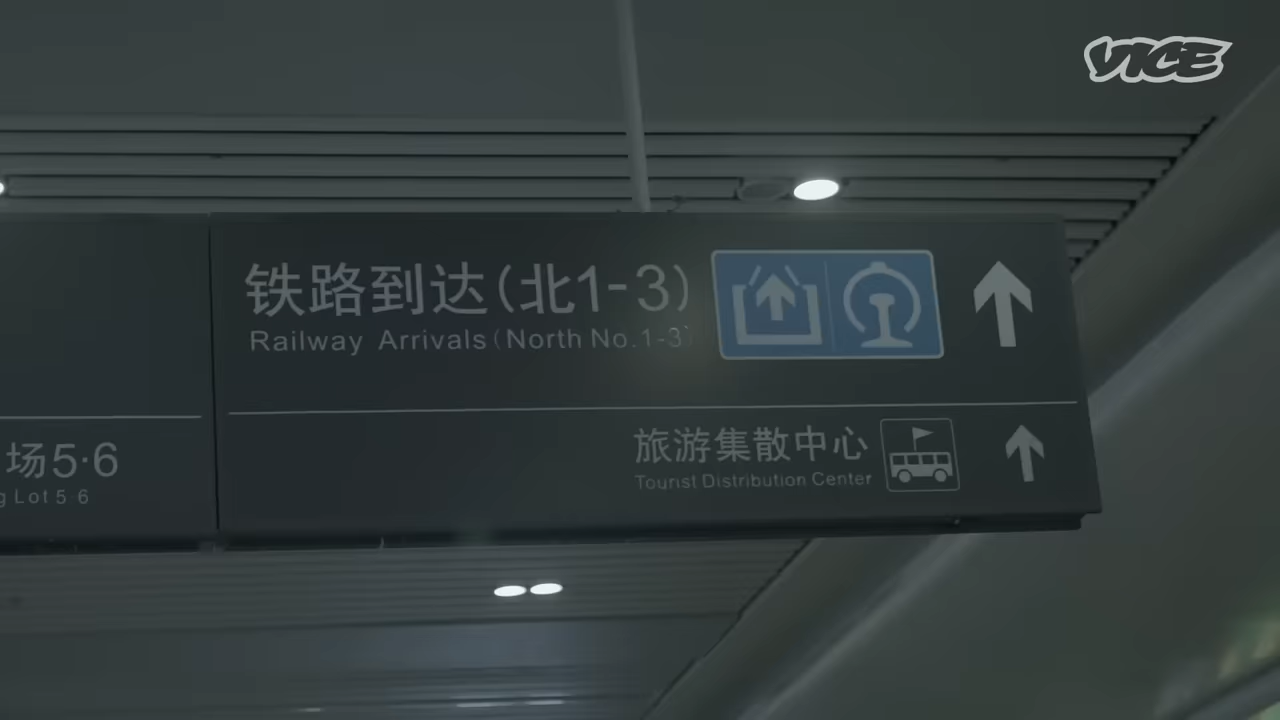 VICE
铁路到达(北1-3)
Railway Arrivals(North No.1-3)
场5·6
g Lot 5·6
旅游集散中心
Tourist Distribution Center